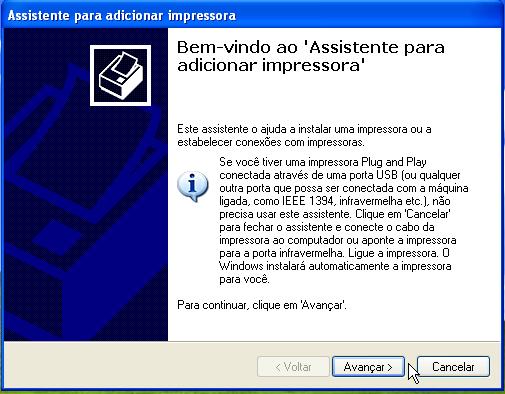 Assistente para adicionar impressora
Bem-vindo ao 'Assistente para
adicionar impressora'
Este assistente o ajuda a instalar uma impressora ou a
estabelecer conexões com impressoras.
Se você tiver uma impressora Plug and Play
conectada através de uma porta USB (ou qualquer
outra porta que possa ser conectada com a máquina
ligada, como IEEE 1394, infravermelha etc.), não
precisa usar este assistente. Clique em 'Cancelar'
para fechar o assistente e conecte o cabo da
impressora ao computador ou aponte a impressora
para a porta infravermelha. Ligue a impressora. O
Windows instalará automaticamente a impressora
para você.
Para continuar, clique em 'Avançar'.
< Voltar
Avançar >
Cancelar